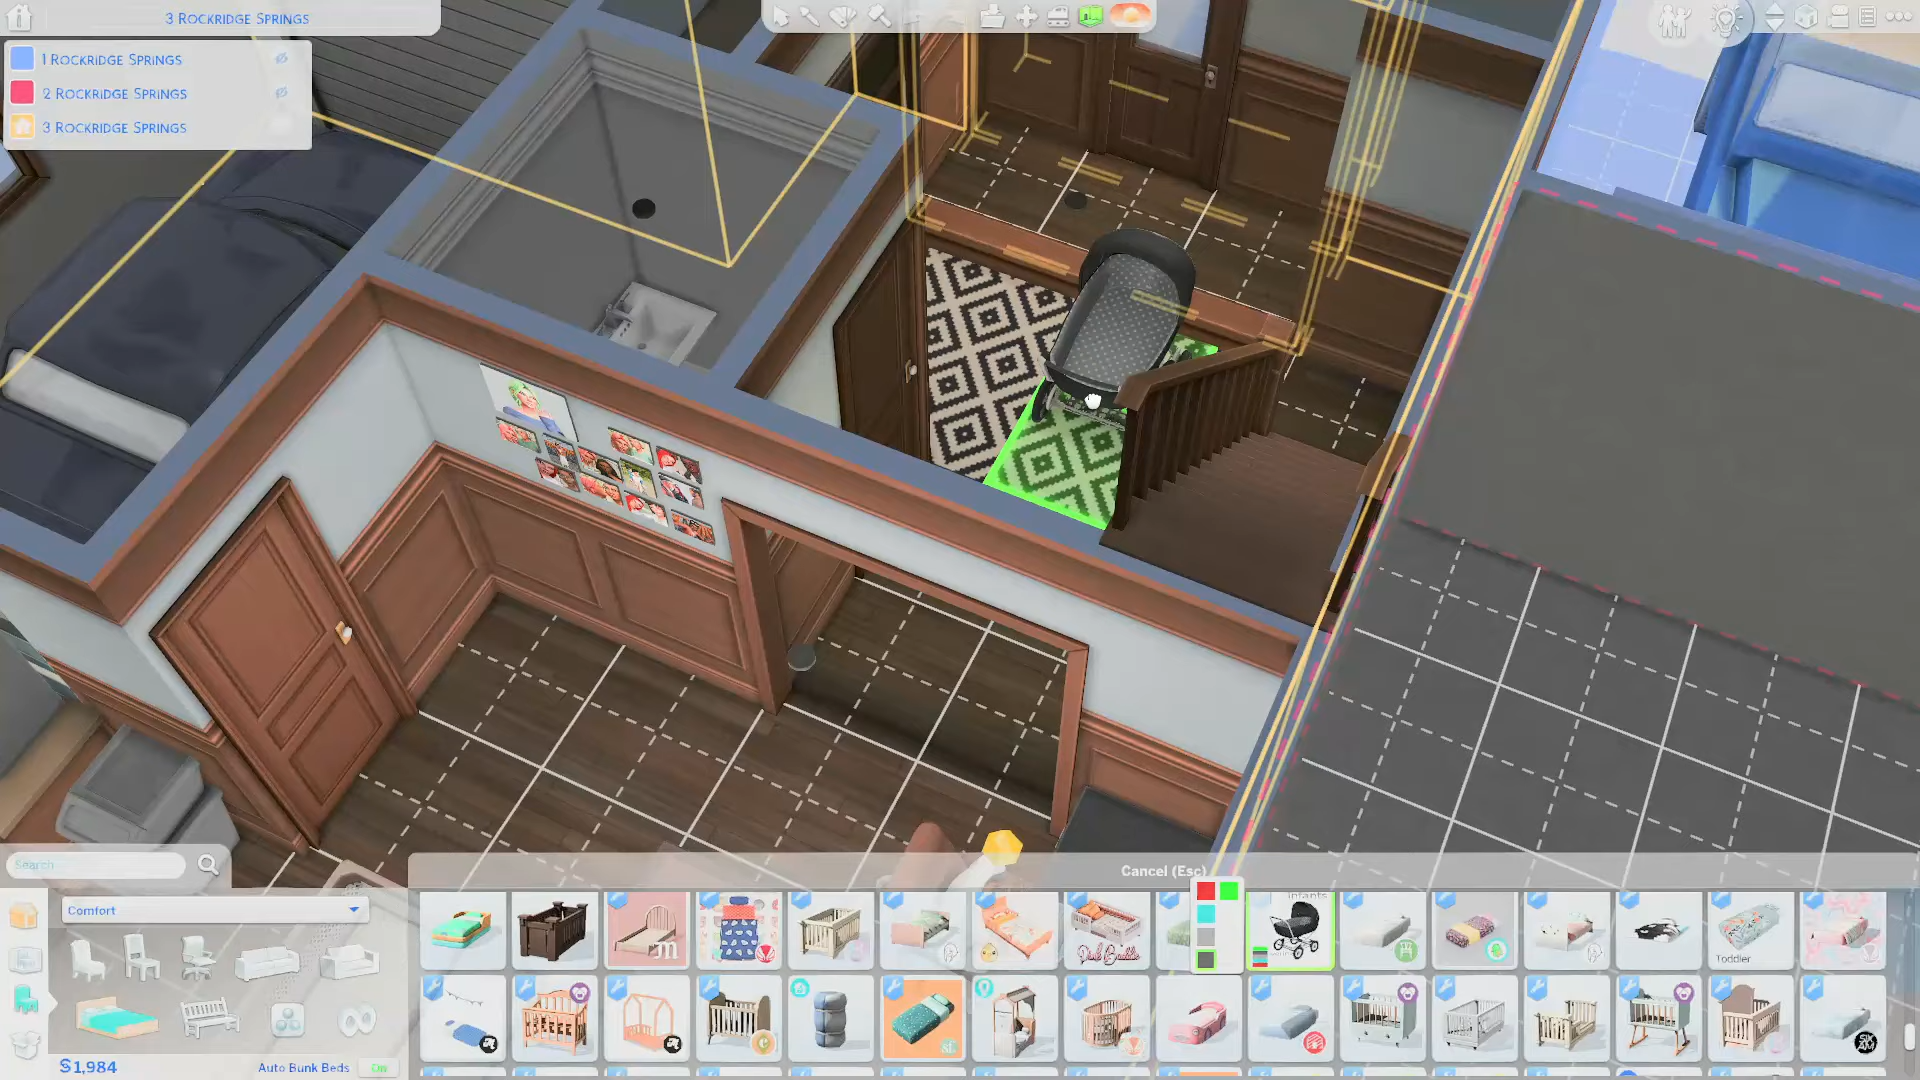 3 Rockridge Springs
1 Rockridge Springs
2 Rockridge Springs
3 Rockridge Springs
Search
Cancel (Esc)
Comfort
Infants
Toddler
§1,984
Auto Bunk Beds
On